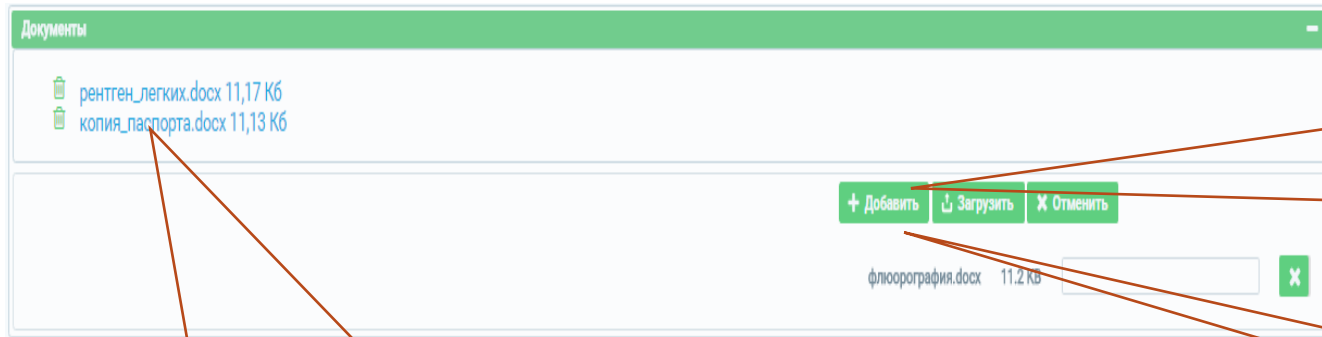 Документы
рентген_легких.docx 11,17 Кб
копия_паспорта.docx 11,13 Кб
Добавить Загрузить Отменить
флюорография.docx 11.2 KB